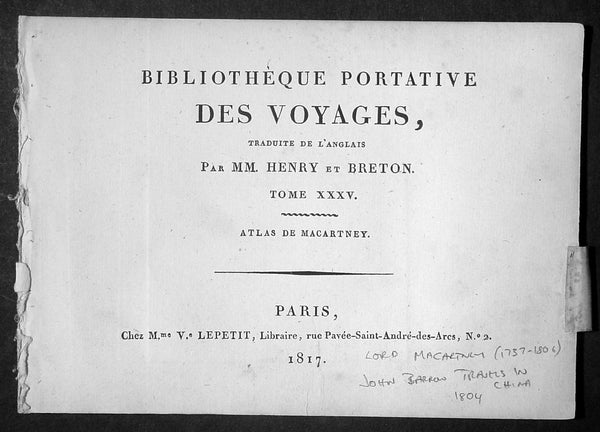 BIBLIOTHÈQUE PORTATIVE
DES VOYAGES,
TRADUITE DE L'ANGLAIS
PAR MM. HENRY ET BRETON.
TOME XXXV.
ATLAS DE MACARTNEY.
PARIS,
Chez M.me V.e LEPETIT, Libraire, rue Pavée-Saint-André-des-Arcs, N.o 2.
1817.
LORD MACARTNEY (1737-1806)
JOHN BARROW TRAVELS IN
CHINA
1804